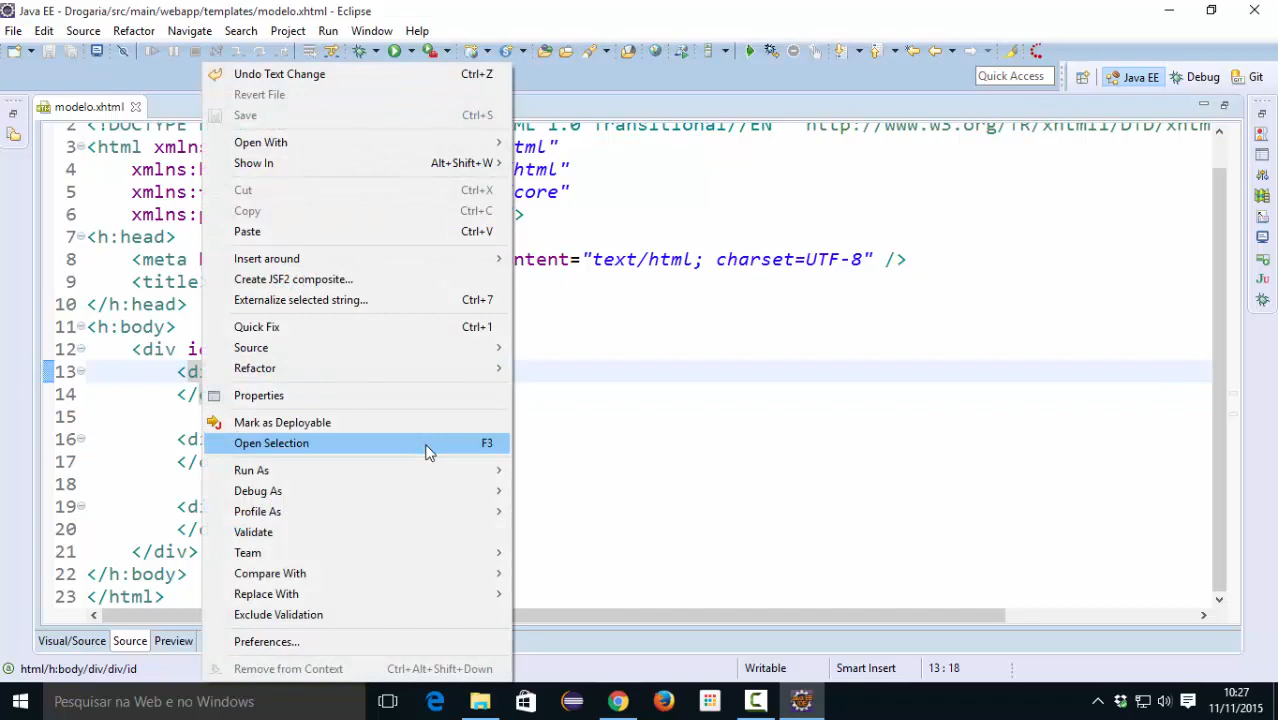 Java EE - Drogaria/src/main/webapp/templates/modelo.xhtml - Eclipse
File Edit Source Refactor Navigate Search Project Run Window Help
Quick Access Java EE Debug Git
modelo.xhtml
Undo Text Change Ctrl+Z
Revert File
Save Ctrl+S
Open With
Show In Alt+Shift+W
Cut Ctrl+X
Copy Ctrl+C
Paste Ctrl+V
Insert around
Create JSF2 composite...
Externalize selected string... Ctrl+7
Quick Fix Ctrl+1
Source
Refactor
Properties
Mark as Deployable
Open Selection F3
Run As
Debug As
Profile As
Validate
Team
Compare With
Replace With
Exclude Validation
Preferences...
Remove from Context Ctrl+Alt+Shift+Down
2 <!DOCTYPE ML 1.0 Transitional//EN" "http://www.w3.org/TR/xhtml1/DTD/xhtm
3 <html xmlns tml"
4 xmlns:h html"
5 xmlns: core"
6 xmlns:p >
7 <h:head>
8 <meta h ntent="text/html; charset=UTF-8" />
9 <title>
10 </h:head>
11 <h:body>
12 <div id
13 <di
14 </d
15
16 <di
17 </d
18
19 <di
20 </d
21 </div>
22 </h:body>
23 </html>
Visual/Source Source Preview
html/h:body/div/div/id Writable Smart Insert 13 : 18
Pesquisar na Web e no Windows
10:27
11/11/2015